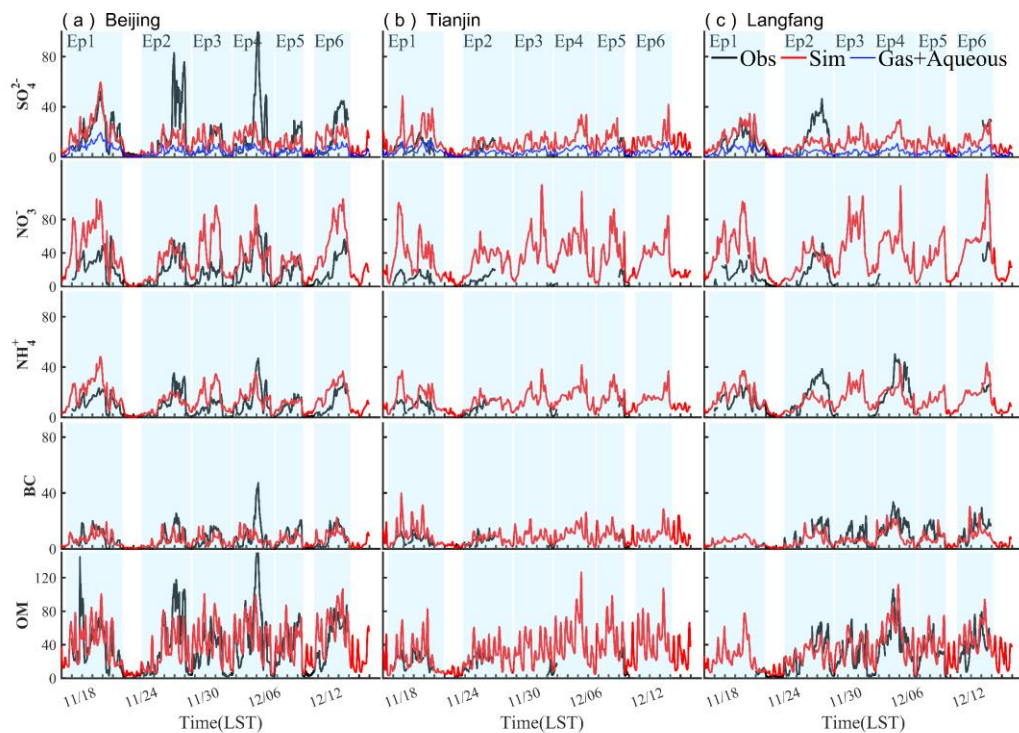 ( a ) Beijing ( b ) Tianjin ( c ) Langfang
Ep1 Ep2 Ep3 Ep4 Ep5 Ep6 Ep1 Ep2 Ep3 Ep4 Ep5 Ep6 Ep1 Ep2 Ep3 Ep4 Ep5 Ep6
Obs Sim Gas+Aqueous
SO₄²⁻
80
40
0
NO₃⁻
80
40
0
NH₄⁺
80
40
0
BC
80
40
0
OM
120
80
40
0
11/18 11/24 11/30 12/06 12/12 11/18 11/24 11/30 12/06 12/12 11/18 11/24 11/30 12/06 12/12
Time(LST) Time(LST) Time(LST)